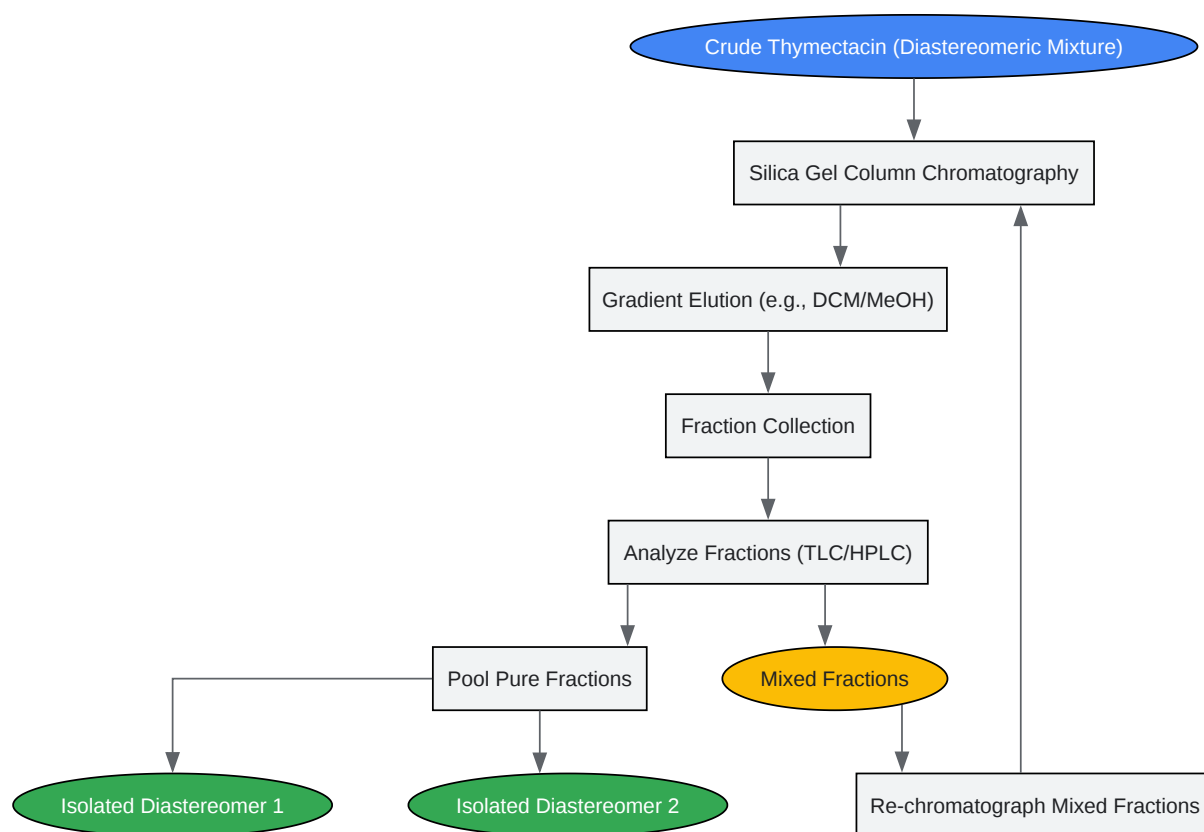 Crude Thymectacin (Diastereomeric Mixture)
Silica Gel Column Chromatography
Gradient Elution (e.g., DCM/MeOH)
Fraction Collection
Analyze Fractions (TLC/HPLC)
Pool Pure Fractions
Mixed Fractions
Isolated Diastereomer 1
Isolated Diastereomer 2
Re-chromatograph Mixed Fractions